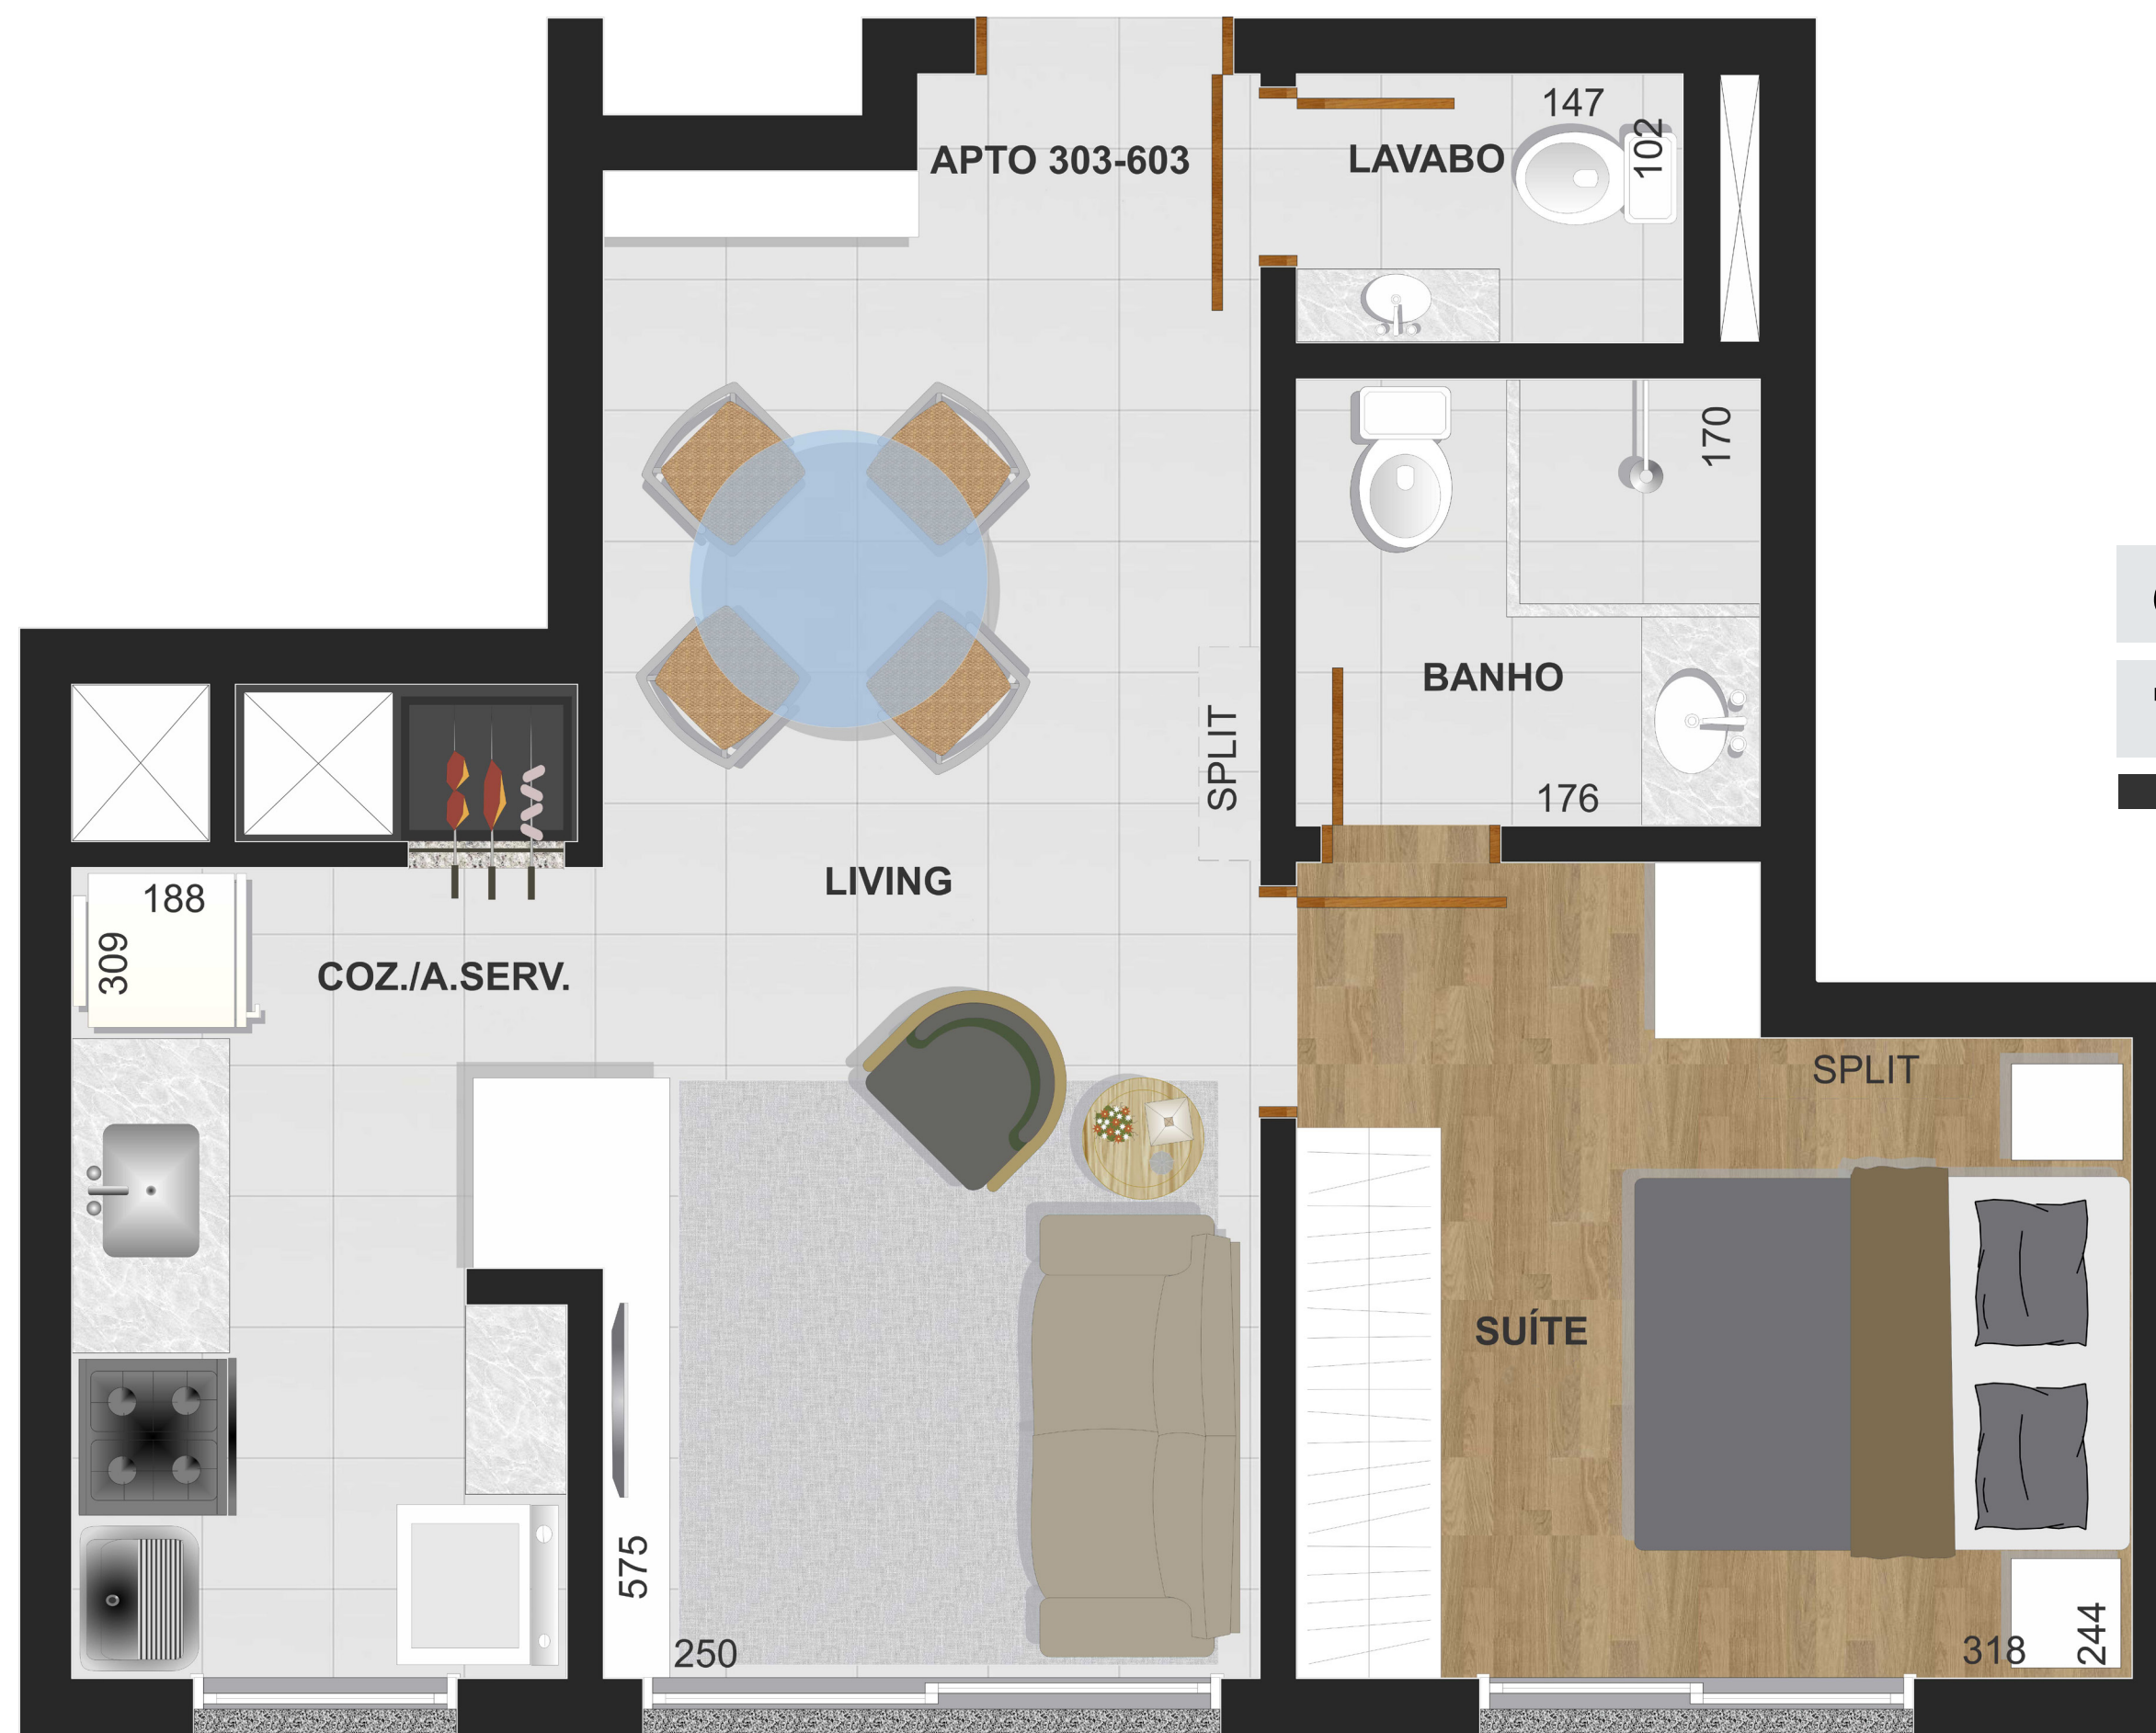 147
102
APTO 303-603
LAVABO
170
BANHO
SPLIT
176
LIVING
188
309
COZ./A.SERV.
SPLIT
SUÍTE
575
250
318
244